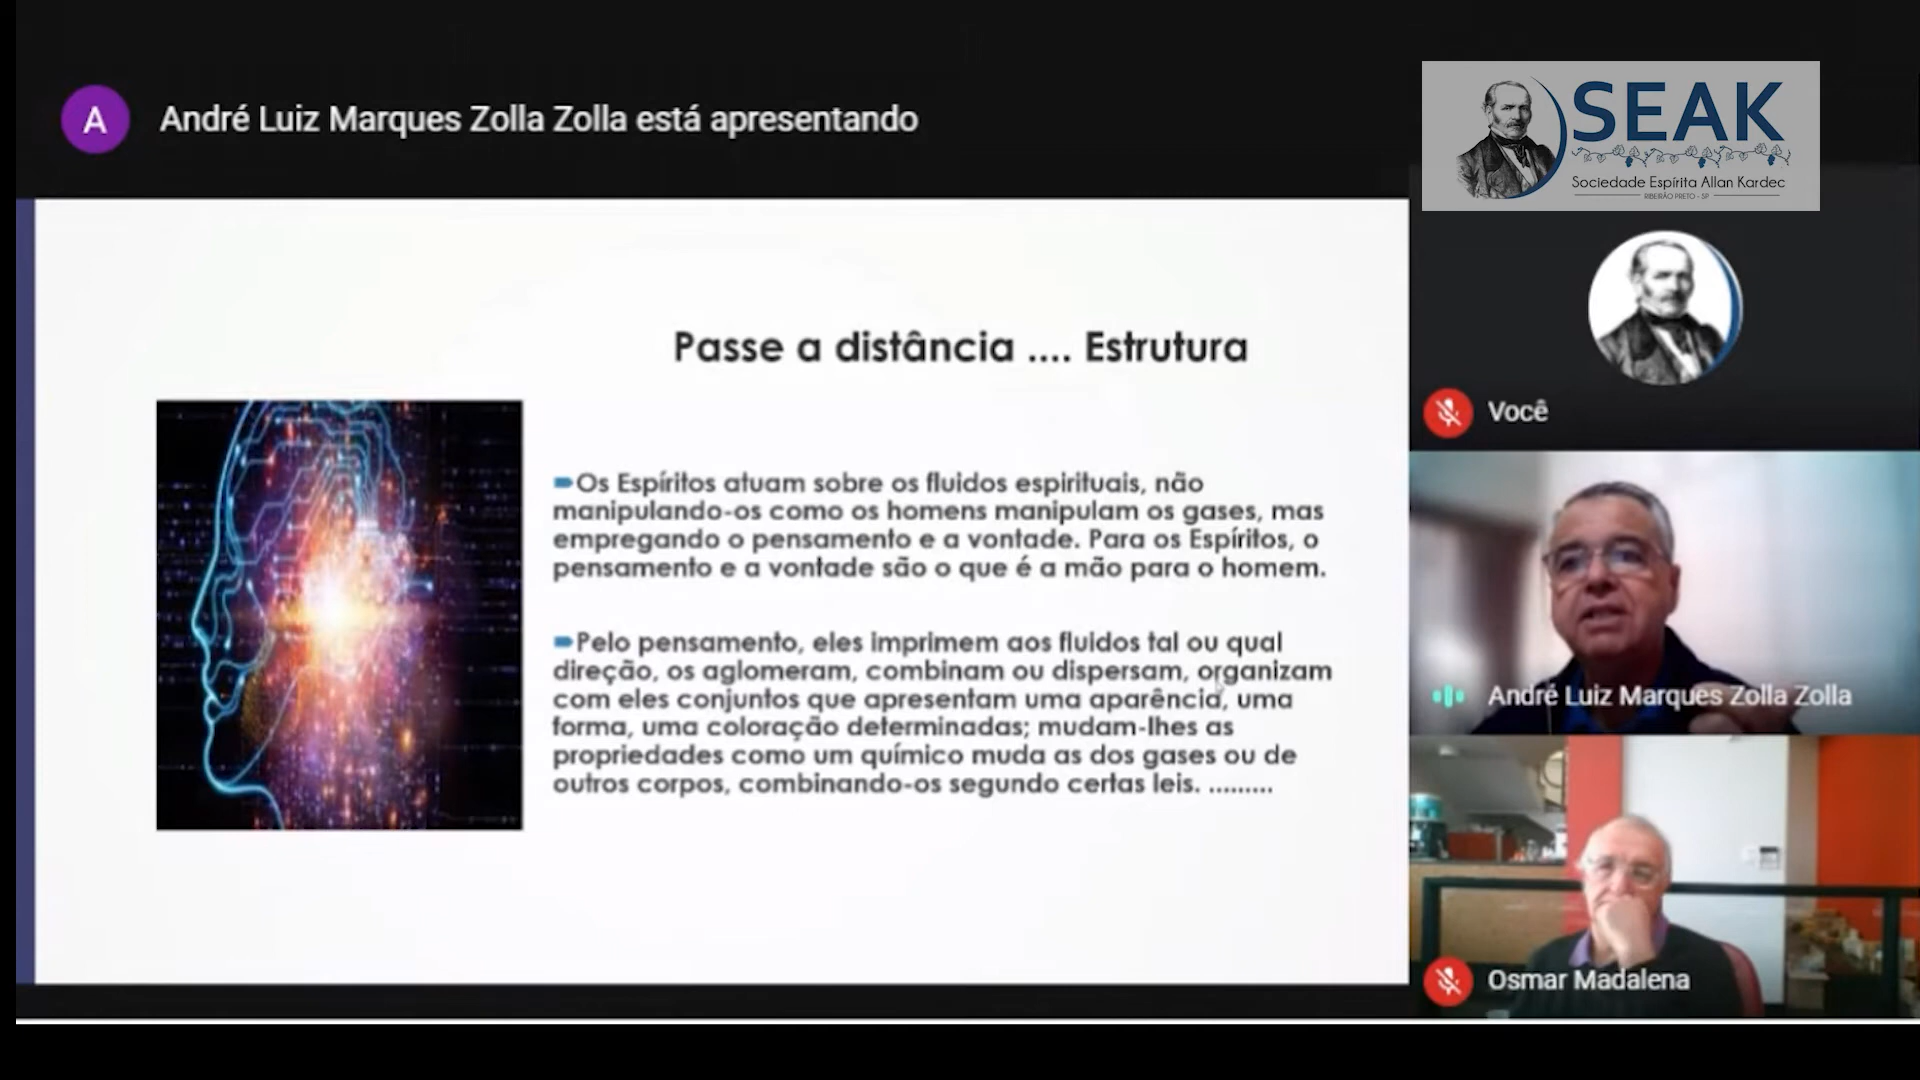 A
André Luiz Marques Zolla Zolla está apresentando
SEAK
Sociedade Espírita Allan Kardec
RIBEIRÃO PRETO - SP
Passe a distância .... Estrutura
Os Espíritos atuam sobre os fluidos espirituais, não
manipulando-os como os homens manipulam os gases, mas
empregando o pensamento e a vontade. Para os Espíritos, o
pensamento e a vontade são o que é a mão para o homem.
Pelo pensamento, eles imprimem aos fluidos tal ou qual
direção, os aglomeram, combinam ou dispersam, organizam
com eles conjuntos que apresentam uma aparência, uma
forma, uma coloração determinadas; mudam-lhes as
propriedades como um químico muda as dos gases ou de
outros corpos, combinando-os segundo certas leis. .........
Você
André Luiz Marques Zolla Zolla
Osmar Madalena